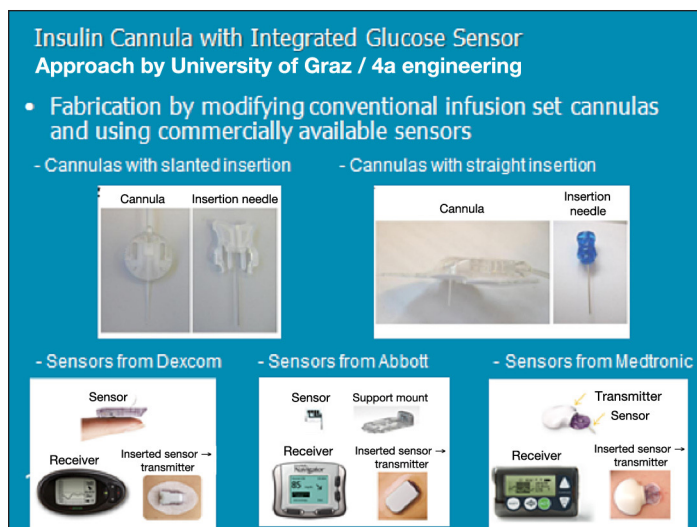 Insulin Cannula with Integrated Glucose Sensor
Approach by University of Graz / 4a engineering
• Fabrication by modifying conventional infusion set cannulas
and using commercially available sensors
- Cannulas with slanted insertion
- Cannulas with straight insertion
Cannula
Insertion needle
Cannula
Insertion
needle
- Sensors from Dexcom
- Sensors from Abbott
- Sensors from Medtronic
Sensor
Receiver
Inserted sensor →
transmitter
Sensor
Support mount
Receiver
Inserted sensor →
transmitter
Navigator
85
Transmitter
Sensor
Receiver
Inserted sensor →
transmitter